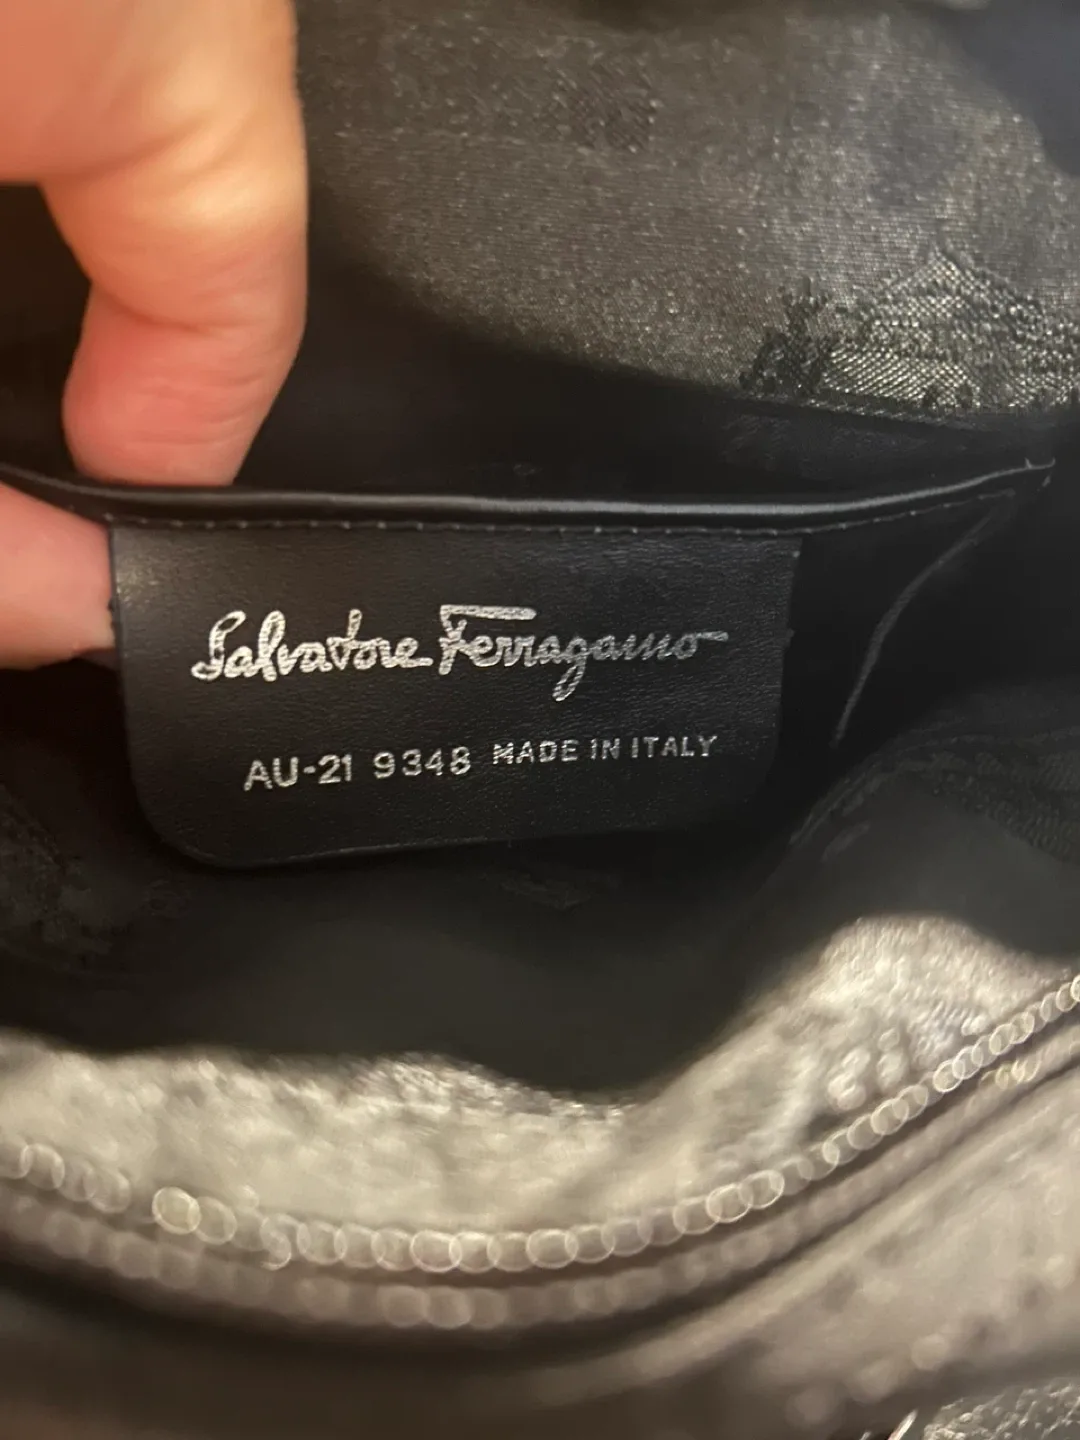 Salvatore Ferragamo
AU-21 9348 MADE IN ITALY